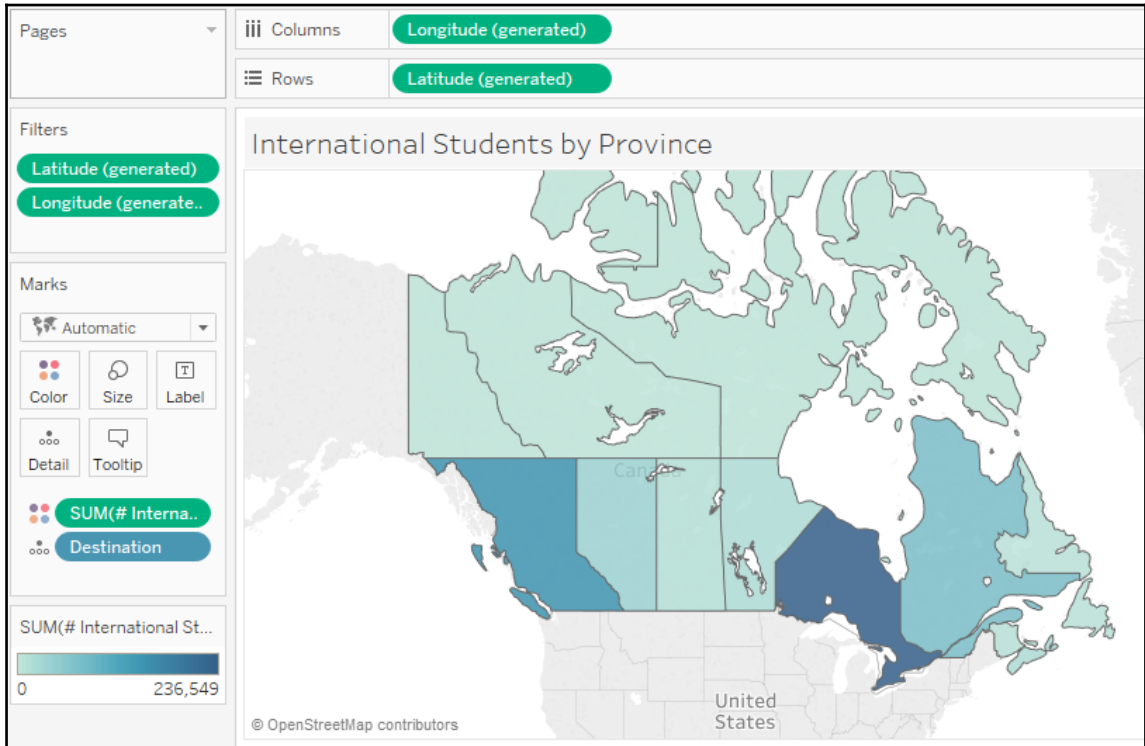 Pages
Columns
Longitude (generated)
Rows
Latitude (generated)
Filters
Latitude (generated)
Longitude (generate..
International Students by Province
Marks
Automatic
Color
Size
T
Label
Detail
Tooltip
SUM(# Interna..
Destination
SUM(# International St...
0
236,549
Canada
United
States
© OpenStreetMap contributors